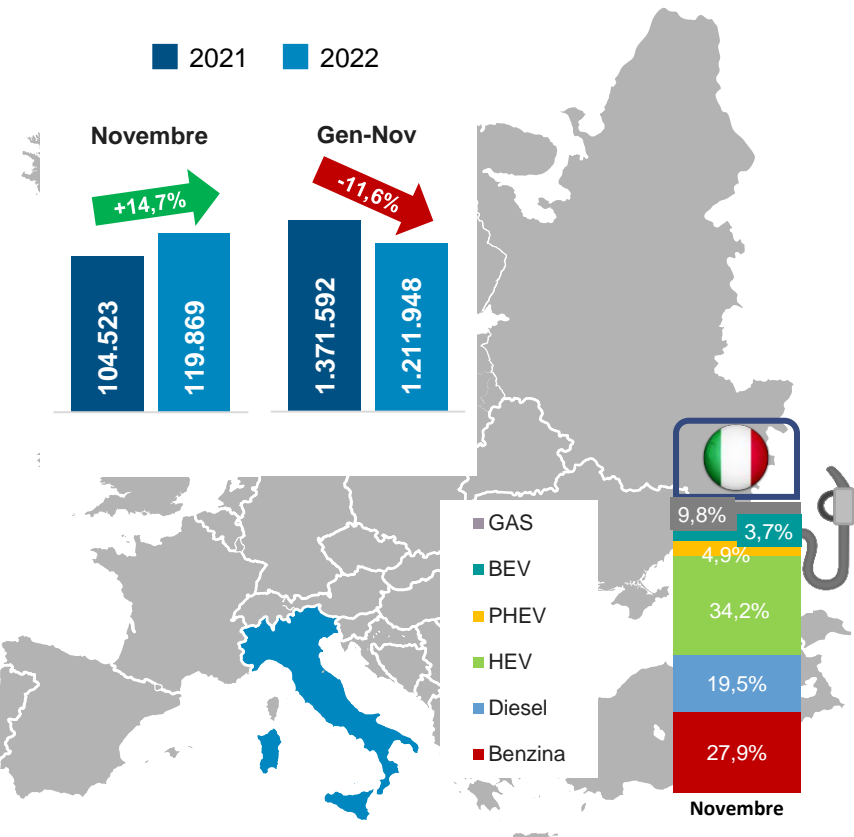 2021 2022
Novembre Gen-Nov
+14,7% -11,6%
104.523 119.869 1.371.592 1.211.948
GAS
BEV
PHEV
HEV
Diesel
Benzina
9,8%
3,7%
4,9%
34,2%
19,5%
27,9%
Novembre